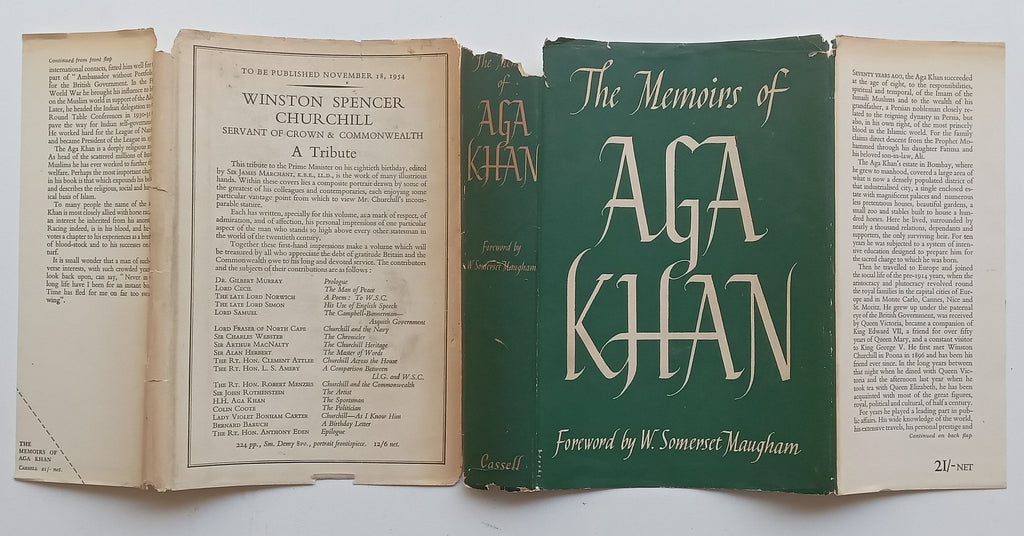 Continued from front flap
international contacts, fitted him well for
part of "Ambassador without Portfol
for the British Government. In the F
World War he brought his influence to b
on the Muslim world in support of the Al
Later, he headed the Indian delegation to
Round Table Conferences in 1930-3
pave the way for Indian self-governm
He worked hard for the League of Nat
and became President of the League in
The Aga Khan is a deeply religious
As head of the scattered millions of
Muslims he has ever worked to further
welfare. Perhaps the most important chap
in his book is that which expounds his bel
and describes the religious, social and
tical basis of Islam.
To many people the name of the
Khan is most closely allied with horse rac
an interest he inherited from his ancest
Racing indeed, is in his blood, and he
votes a chapter to his experiences as a bree
of blood-stock and to his successes on
turf.
It is small wonder that a man of such
verse interests, with such crowded year
look back upon, can say, "Never in
long life have I been for an instant bo
Time has fled for me on far too
wing".
THE
MEMOIRS OF
AGA KHAN
CASSELL 21/- net.
TO BE PUBLISHED NOVEMBER 18, 1954
WINSTON SPENCER
CHURCHILL
SERVANT OF CROWN & COMMONWEALTH
A Tribute
This tribute to the Prime Minister on his eightieth birthday, edited
by SIR JAMES MARCHANT, K.B.E., LL.D., is the work of many illustrious
hands. Within these covers lies a composite portrait drawn by some of
the greatest of his colleagues and contemporaries, each enjoying some
particular vantage point from which to view Mr. Churchill's incom-
parable stature.
Each has written, specially for this volume, as a mark of respect, of
admiration, and of affection, his personal impressions of one particular
aspect of the man who stands so high above every other statesman in
the world of the twentieth century.
Together these first-hand impressions make a volume which will
be treasured by all who appreciate the debt of gratitude Britain and the
Commonwealth owe to his long and devoted service. The contributors
and the subjects of their contributions are as follows:
DR. GILBERT MURRAY Prologue
LORD CECIL The Man of Peace
THE LATE LORD NORWICH A Poem: To W.S.C.
THE LATE LORD SIMON His Use of English Speech
LORD SAMUEL The Campbell-Bannerman—
Asquith Government
LORD FRASER OF NORTH CAPE Churchill and the Navy
SIR CHARLES WEBSTER The Chronicler
SIR ARTHUR MACNALTY The Churchill Heritage
SIR ALAN HERBERT The Master of Words
THE RT. HON. CLEMENT ATTLEE Churchill Across the House
THE RT. HON. L. S. AMERY A Comparison Between
Ll.G. and W.S.C.
THE RT. HON. ROBERT MENZIES Churchill and the Commonwealth
SIR JOHN ROTHENSTEIN The Artist
H.H. AGA KHAN The Sportsman
COLIN COOTE The Politician
LADY VIOLET BONHAM CARTER Churchill—As I Know Him
BERNARD BARUCH A Birthday Letter
THE RT. HON. ANTHONY EDEN Epilogue
224 pp., Sm. Demy 8vo., portrait frontispiece. 12/6 net.
The Mem
of
AGA
KHAN
Foreword by
W. Somerset Maugham
Cassell
The Memoirs of
AGA
KHAN
Foreword by W. Somerset Maugham
SEVENTY YEARS AGO, the Aga Khan succeeded
at the age of eight, to the responsibilities,
spiritual and temporal, of the Imam of the
Ismaili Muslims and to the wealth of his
grandfather, a Persian nobleman closely re-
lated to the reigning dynasty in Persia, but
also, in his own right, of the most princely
blood in the Islamic world. For the family
claims direct descent from the Prophet Mo-
hammed through his daughter Fatima and
his beloved son-in-law, Ali.
The Aga Khan's estate in Bombay, where
he grew to manhood, covered a large area of
what is now a densely populated district of
that industrialised city, a single enclosed es-
tate with magnificent palaces and numerous
less pretentious houses, beautiful gardens, a
small zoo and stables built to house a hun-
dred horses. Here he lived, surrounded by
nearly a thousand relations, dependants and
supporters, the only surviving heir. For ten
years he was subjected to a system of inten-
sive education designed to prepare him for
the sacred charge to which he was born.
Then he travelled to Europe and joined
the social life of the pre-1914 years, when the
aristocracy and plutocracy revolved round
the royal families in the capital cities of Eur-
ope and in Monte Carlo, Cannes, Nice and
St. Moritz. He grew up under the paternal
eye of the British Government, was received
by Queen Victoria, became a companion of
King Edward VII, a friend for over fifty
years of Queen Mary, and a constant visitor
to King George V. He first met Winston
Churchill in Poona in 1896 and has been his
friend ever since. In the long years between
that night when he dined with Queen Vic-
toria and the afternoon last year when he
took tea with Queen Elizabeth, he has been
acquainted with most of the great figures,
royal, political and cultural, of half a century.
For years he played a leading part in pub-
lic affairs. His wide knowledge of the world,
his extensive travels, his personal prestige and
Continued on back flap
21/- NET